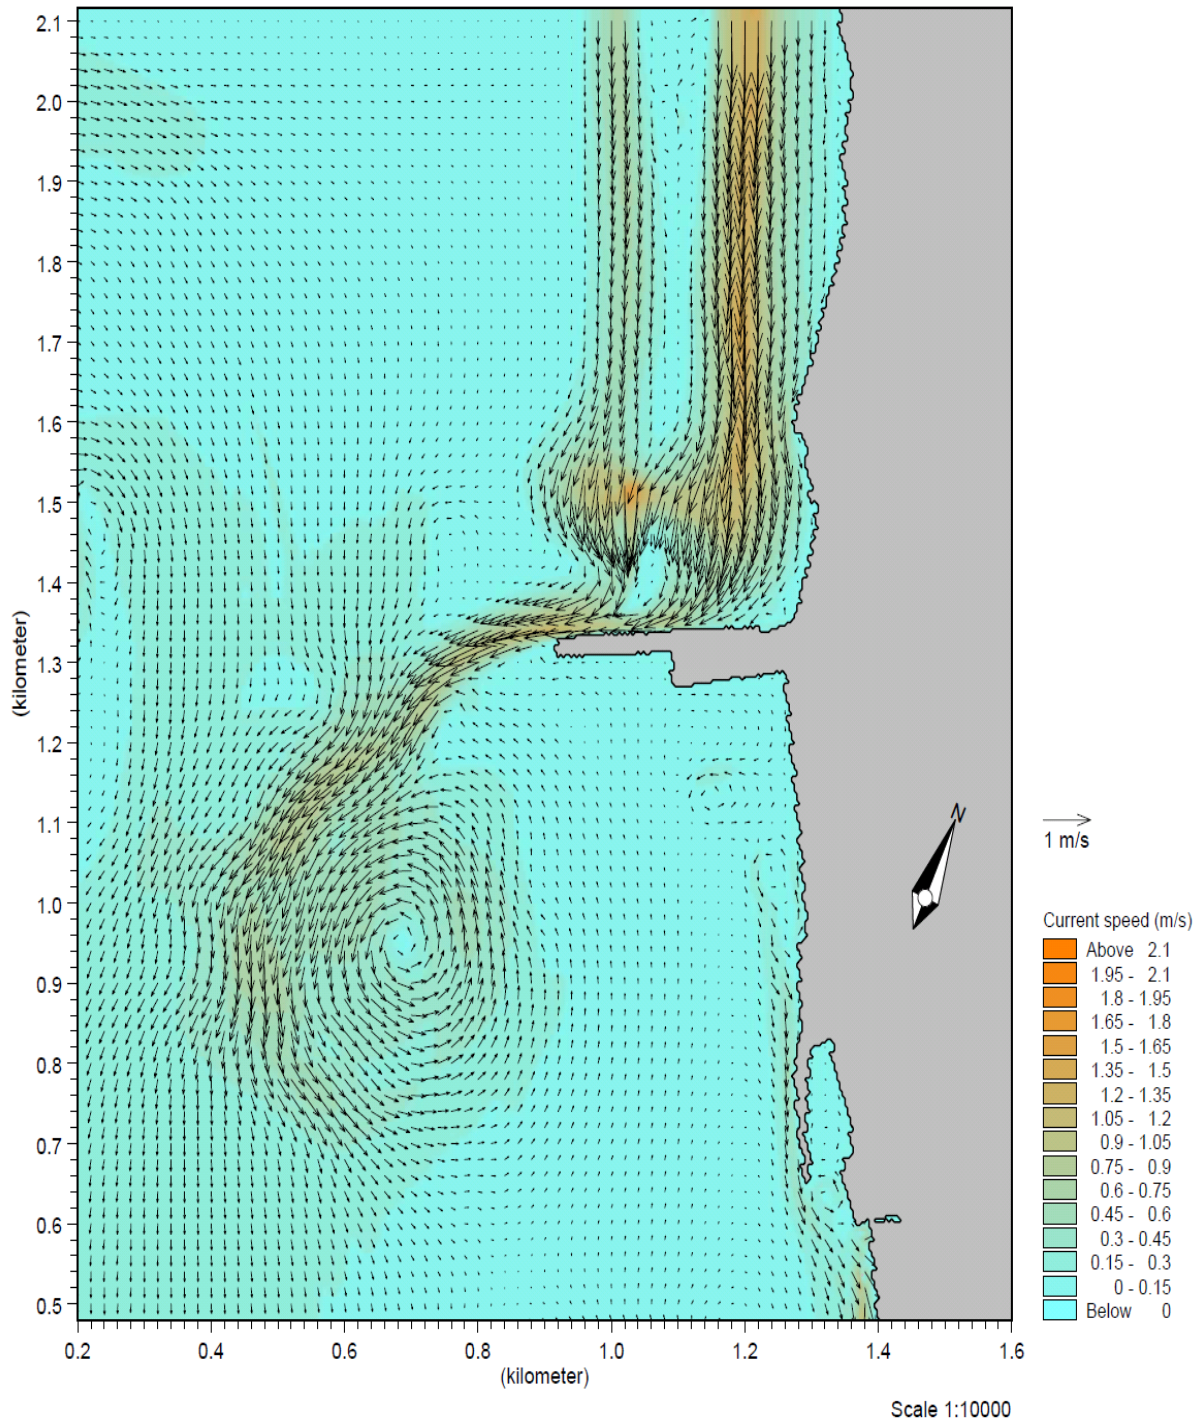 2.1
2.0
1.9
1.8
1.7
1.6
1.5
1.4
1.3
1.2
1.1
1.0
0.9
0.8
0.7
0.6
0.5
(kilometer)
0.2 0.4 0.6 0.8 1.0 1.2 1.4 1.6
(kilometer)
Scale 1:10000
N
1 m/s
Current speed (m/s)
Above 2.1
1.95 - 2.1
1.8 - 1.95
1.65 - 1.8
1.5 - 1.65
1.35 - 1.5
1.2 - 1.35
1.05 - 1.2
0.9 - 1.05
0.75 - 0.9
0.6 - 0.75
0.45 - 0.6
0.3 - 0.45
0.15 - 0.3
0 - 0.15
Below 0